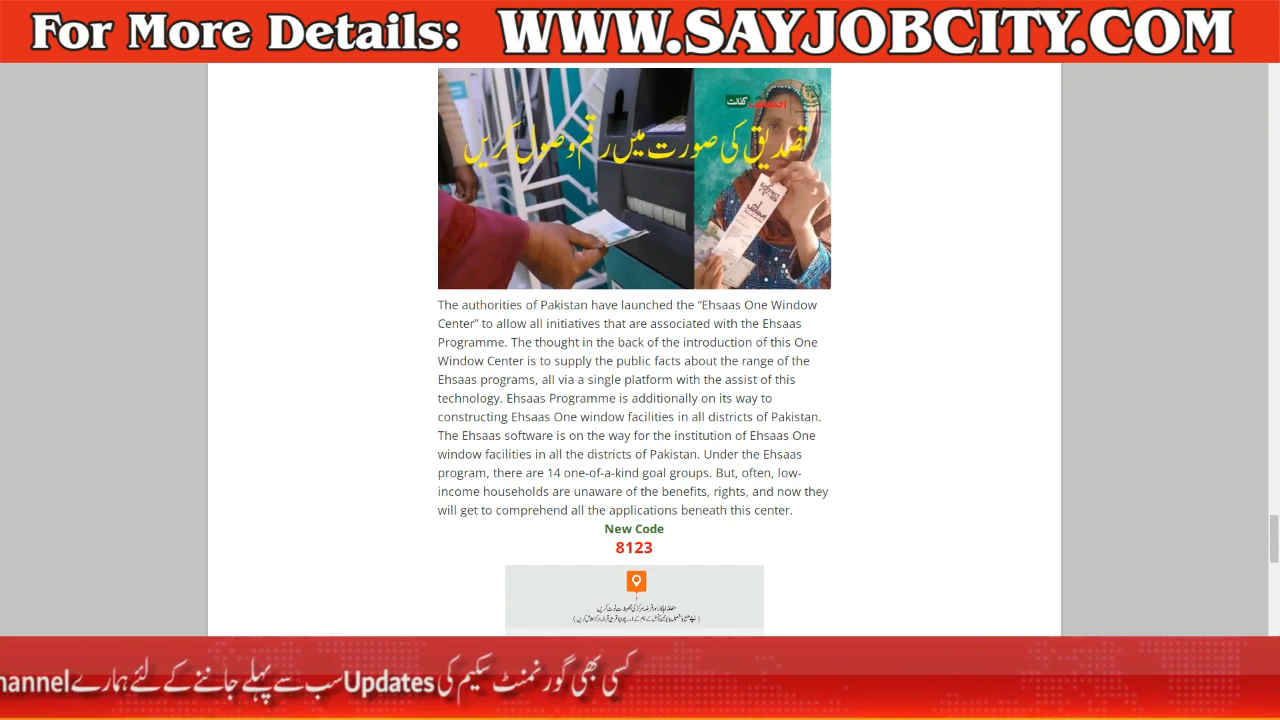 For More Details: WWW.SAYJOBCITY.COM
احساس کفالت
تصدیق کی صورت میں رقم وصول کریں
The authorities of Pakistan have launched the “Ehsaas One Window
Center” to allow all initiatives that are associated with the Ehsaas
Programme. The thought in the back of the introduction of this One
Window Center is to supply the public facts about the range of the
Ehsaas programs, all via a single platform with the assist of this
technology. Ehsaas Programme is additionally on its way to
constructing Ehsaas One window facilities in all districts of Pakistan.
The Ehsaas software is on the way for the institution of Ehsaas One
window facilities in all the districts of Pakistan. Under the Ehsaas
program, there are 14 one-of-a-kind goal groups. But, often, low-
income households are unaware of the benefits, rights, and now they
will get to comprehend all the applications beneath this center.
New Code
8123
کسی بھی گورنمنٹ سکیم کی Updates سب سے پہلے جاننے کے لئے ہمارے hannel